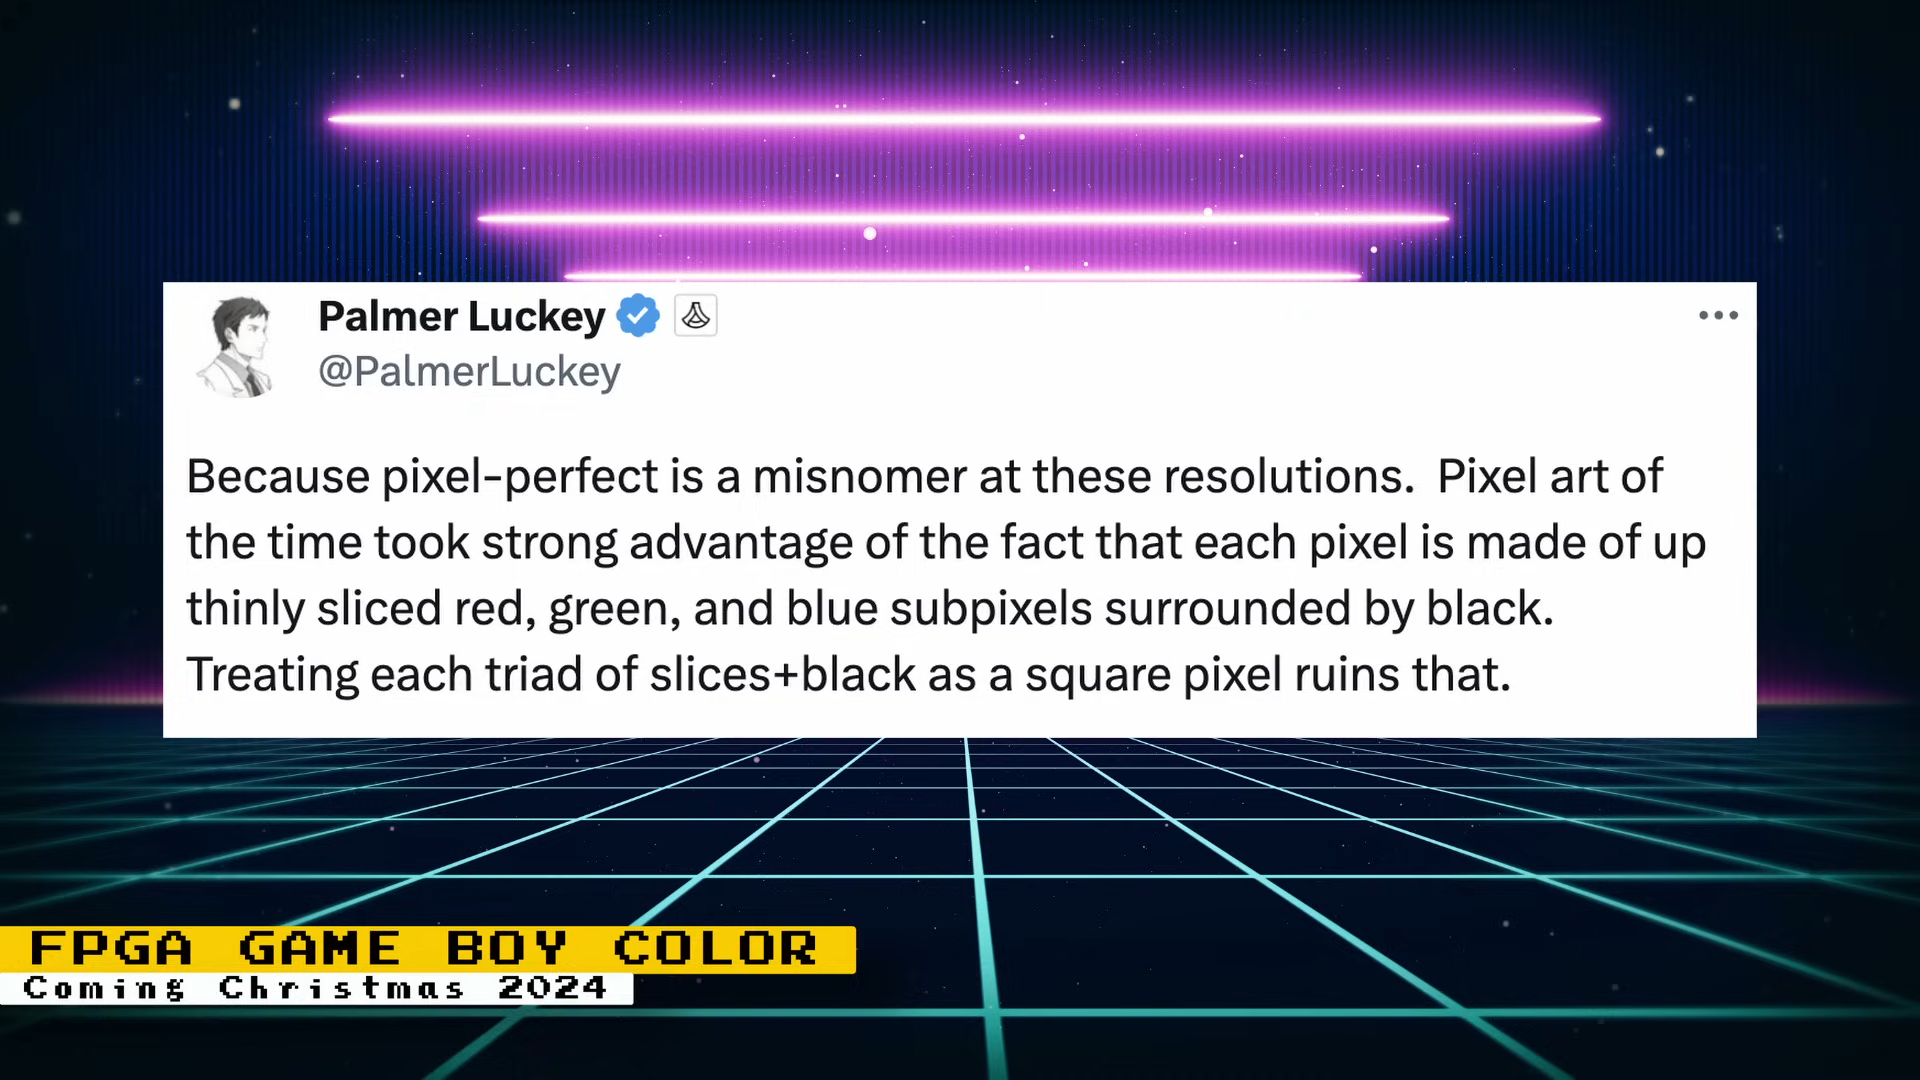 Palmer Luckey
@PalmerLuckey
Because pixel-perfect is a misnomer at these resolutions.  Pixel art of
the time took strong advantage of the fact that each pixel is made of up
thinly sliced red, green, and blue subpixels surrounded by black.
Treating each triad of slices+black as a square pixel ruins that.
FPGA GAME BOY COLOR
Coming Christmas 2024